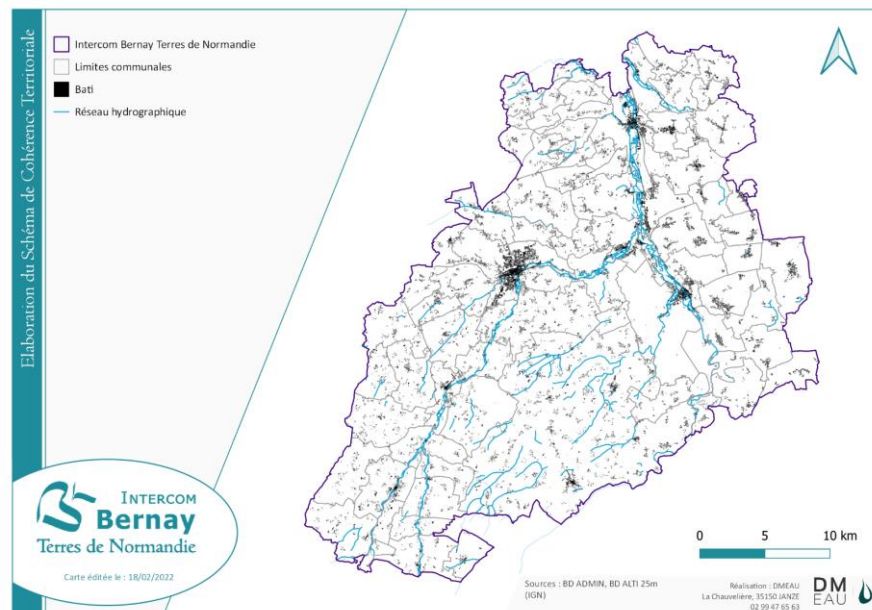 Elaboration du Schéma de Cohérence Territoriale
Intercom Bernay Terres de Normandie
Limites communales
Bati
Réseau hydrographique
INTERCOM
Bernay
Terres de Normandie
Carte éditée le : 18/02/2022
0 5 10 km
Sources : BD ADMIN, BD ALTI 25m
(IGN)
Réalisation : DMEAU
La Chauvelière, 35150 JANZE
02 99 47 65 63
DM
EAU